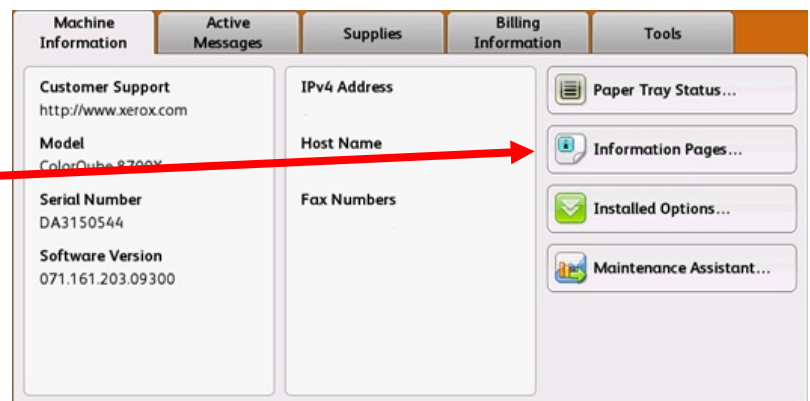 Machine
Information
Active
Messages
Supplies
Billing
Information
Tools
Customer Support
http://www.xerox.com
Model
ColorQube 8700X
Serial Number
DA3150544
Software Version
071.161.203.09300
IPv4 Address
Host Name
Fax Numbers
Paper Tray Status...
Information Pages...
Installed Options...
Maintenance Assistant...